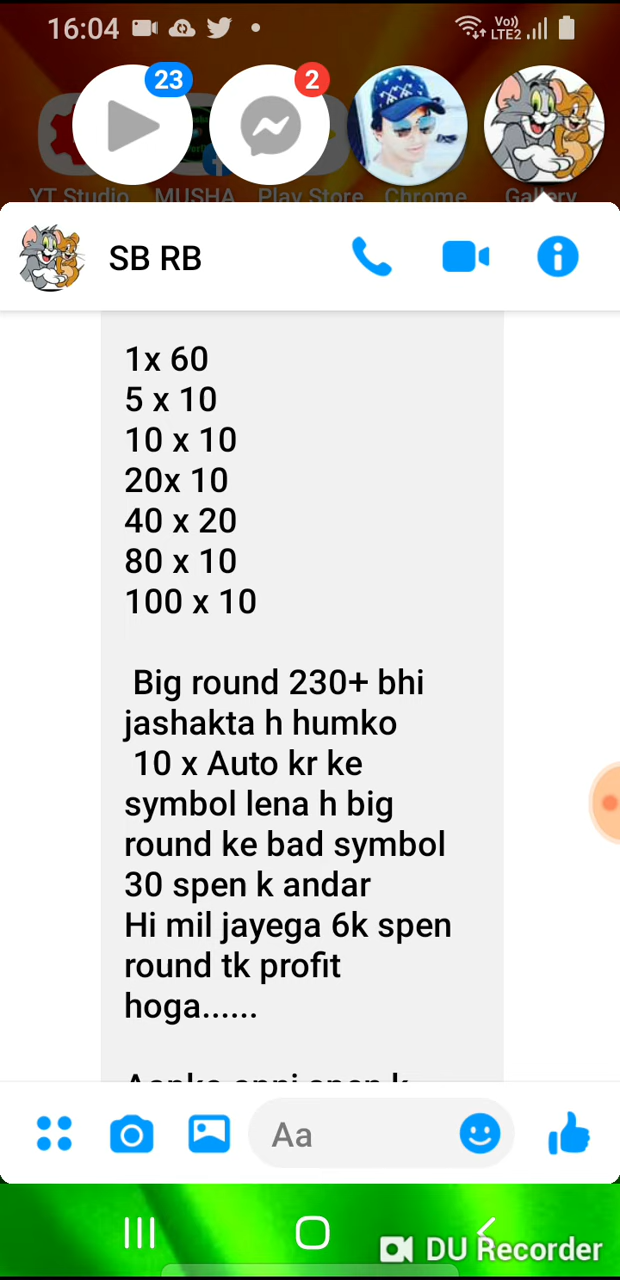 16:04
Vo))
LTE2
23
2
YT Studio MUSHA Play Store Chrome Gallery
SB RB
1x 60
5 x 10
10 x 10
20x 10
40 x 20
80 x 10
100 x 10
Big round 230+ bhi
jashakta h humko
10 x Auto kr ke
symbol lena h big
round ke bad symbol
30 spen k andar
Hi mil jayega 6k spen
round tk profit
hoga......
Aa
DU Recorder